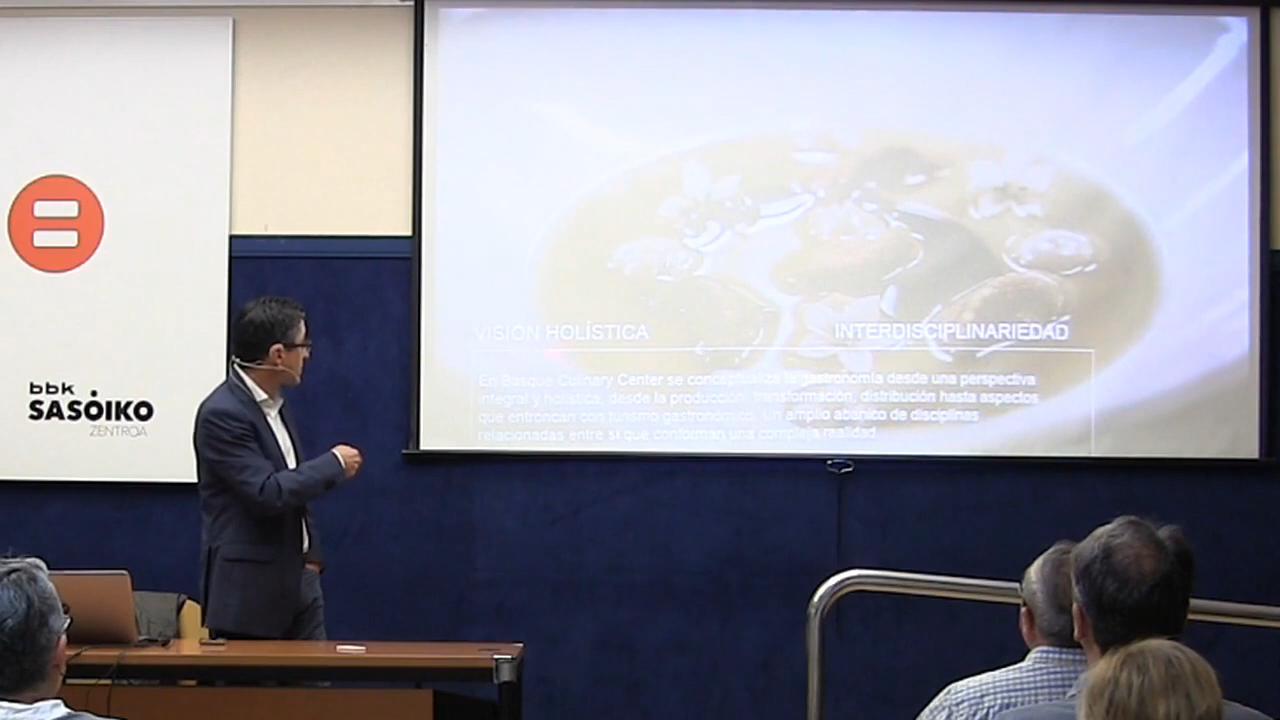 bbk
SASOIKO
ZENTROA
VISIÓN HOLÍSTICA
INTERDISCIPLINARIEDAD
En Basque Culinary Center se conceptualiza la gastronomía desde una perspectiva
integral y holística, desde la producción, transformación, distribución hasta aspectos
que entroncan con turismo gastronómico. Un amplio abanico de disciplinas
relacionadas entre si que conforman una compleja realidad